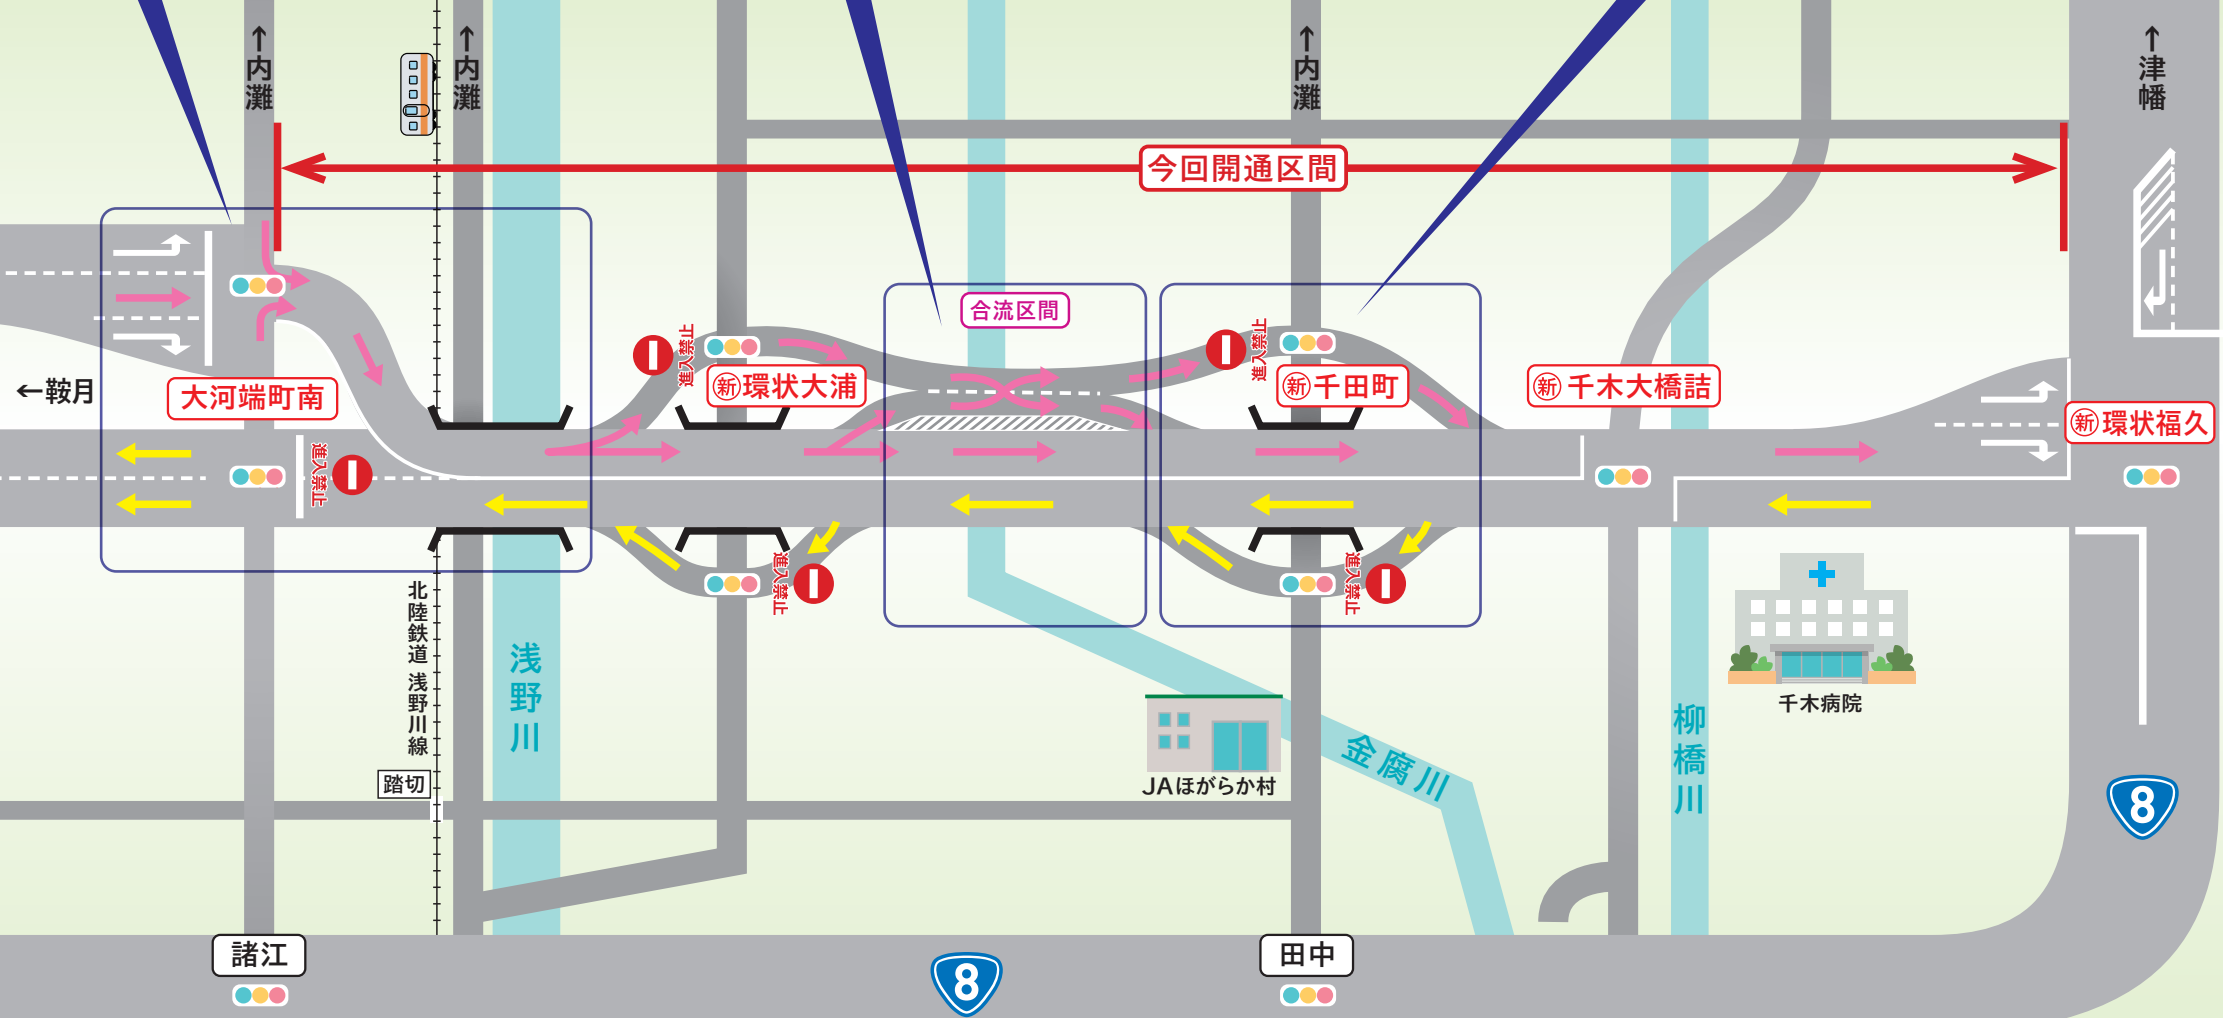 ↑内灘
↑内灘
↑内灘
↑津幡
今回開通区間
合流区間
進入禁止
進入禁止
←鞍月
大河端町南
新環状大浦
新千田町
新千木大橋詰
新環状福久
進入禁止
進入禁止
進入禁止
北陸鉄道 浅野川線
浅野川
千木病院
柳橋川
金腐川
踏切
JAほがらか村
8
諸江
8
田中